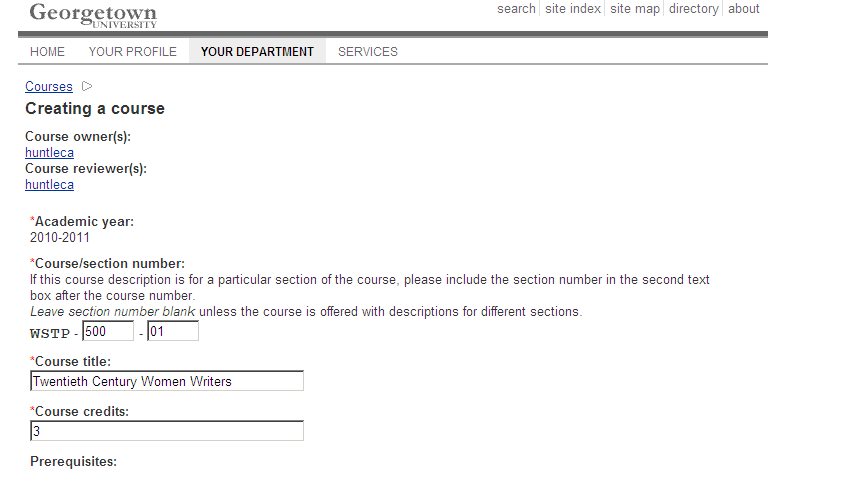 Georgetown
UNIVERSITY
search site index site map directory about
HOME YOUR PROFILE YOUR DEPARTMENT SERVICES
Courses
Creating a course
Course owner(s):
huntleca
Course reviewer(s):
huntleca
*Academic year:
2010-2011
*Course/section number:
If this course description is for a particular section of the course, please include the section number in the second text
box after the course number.
Leave section number blank unless the course is offered with descriptions for different sections.
WSTP - 500 - 01
*Course title:
Twentieth Century Women Writers
*Course credits:
3
Prerequisites: